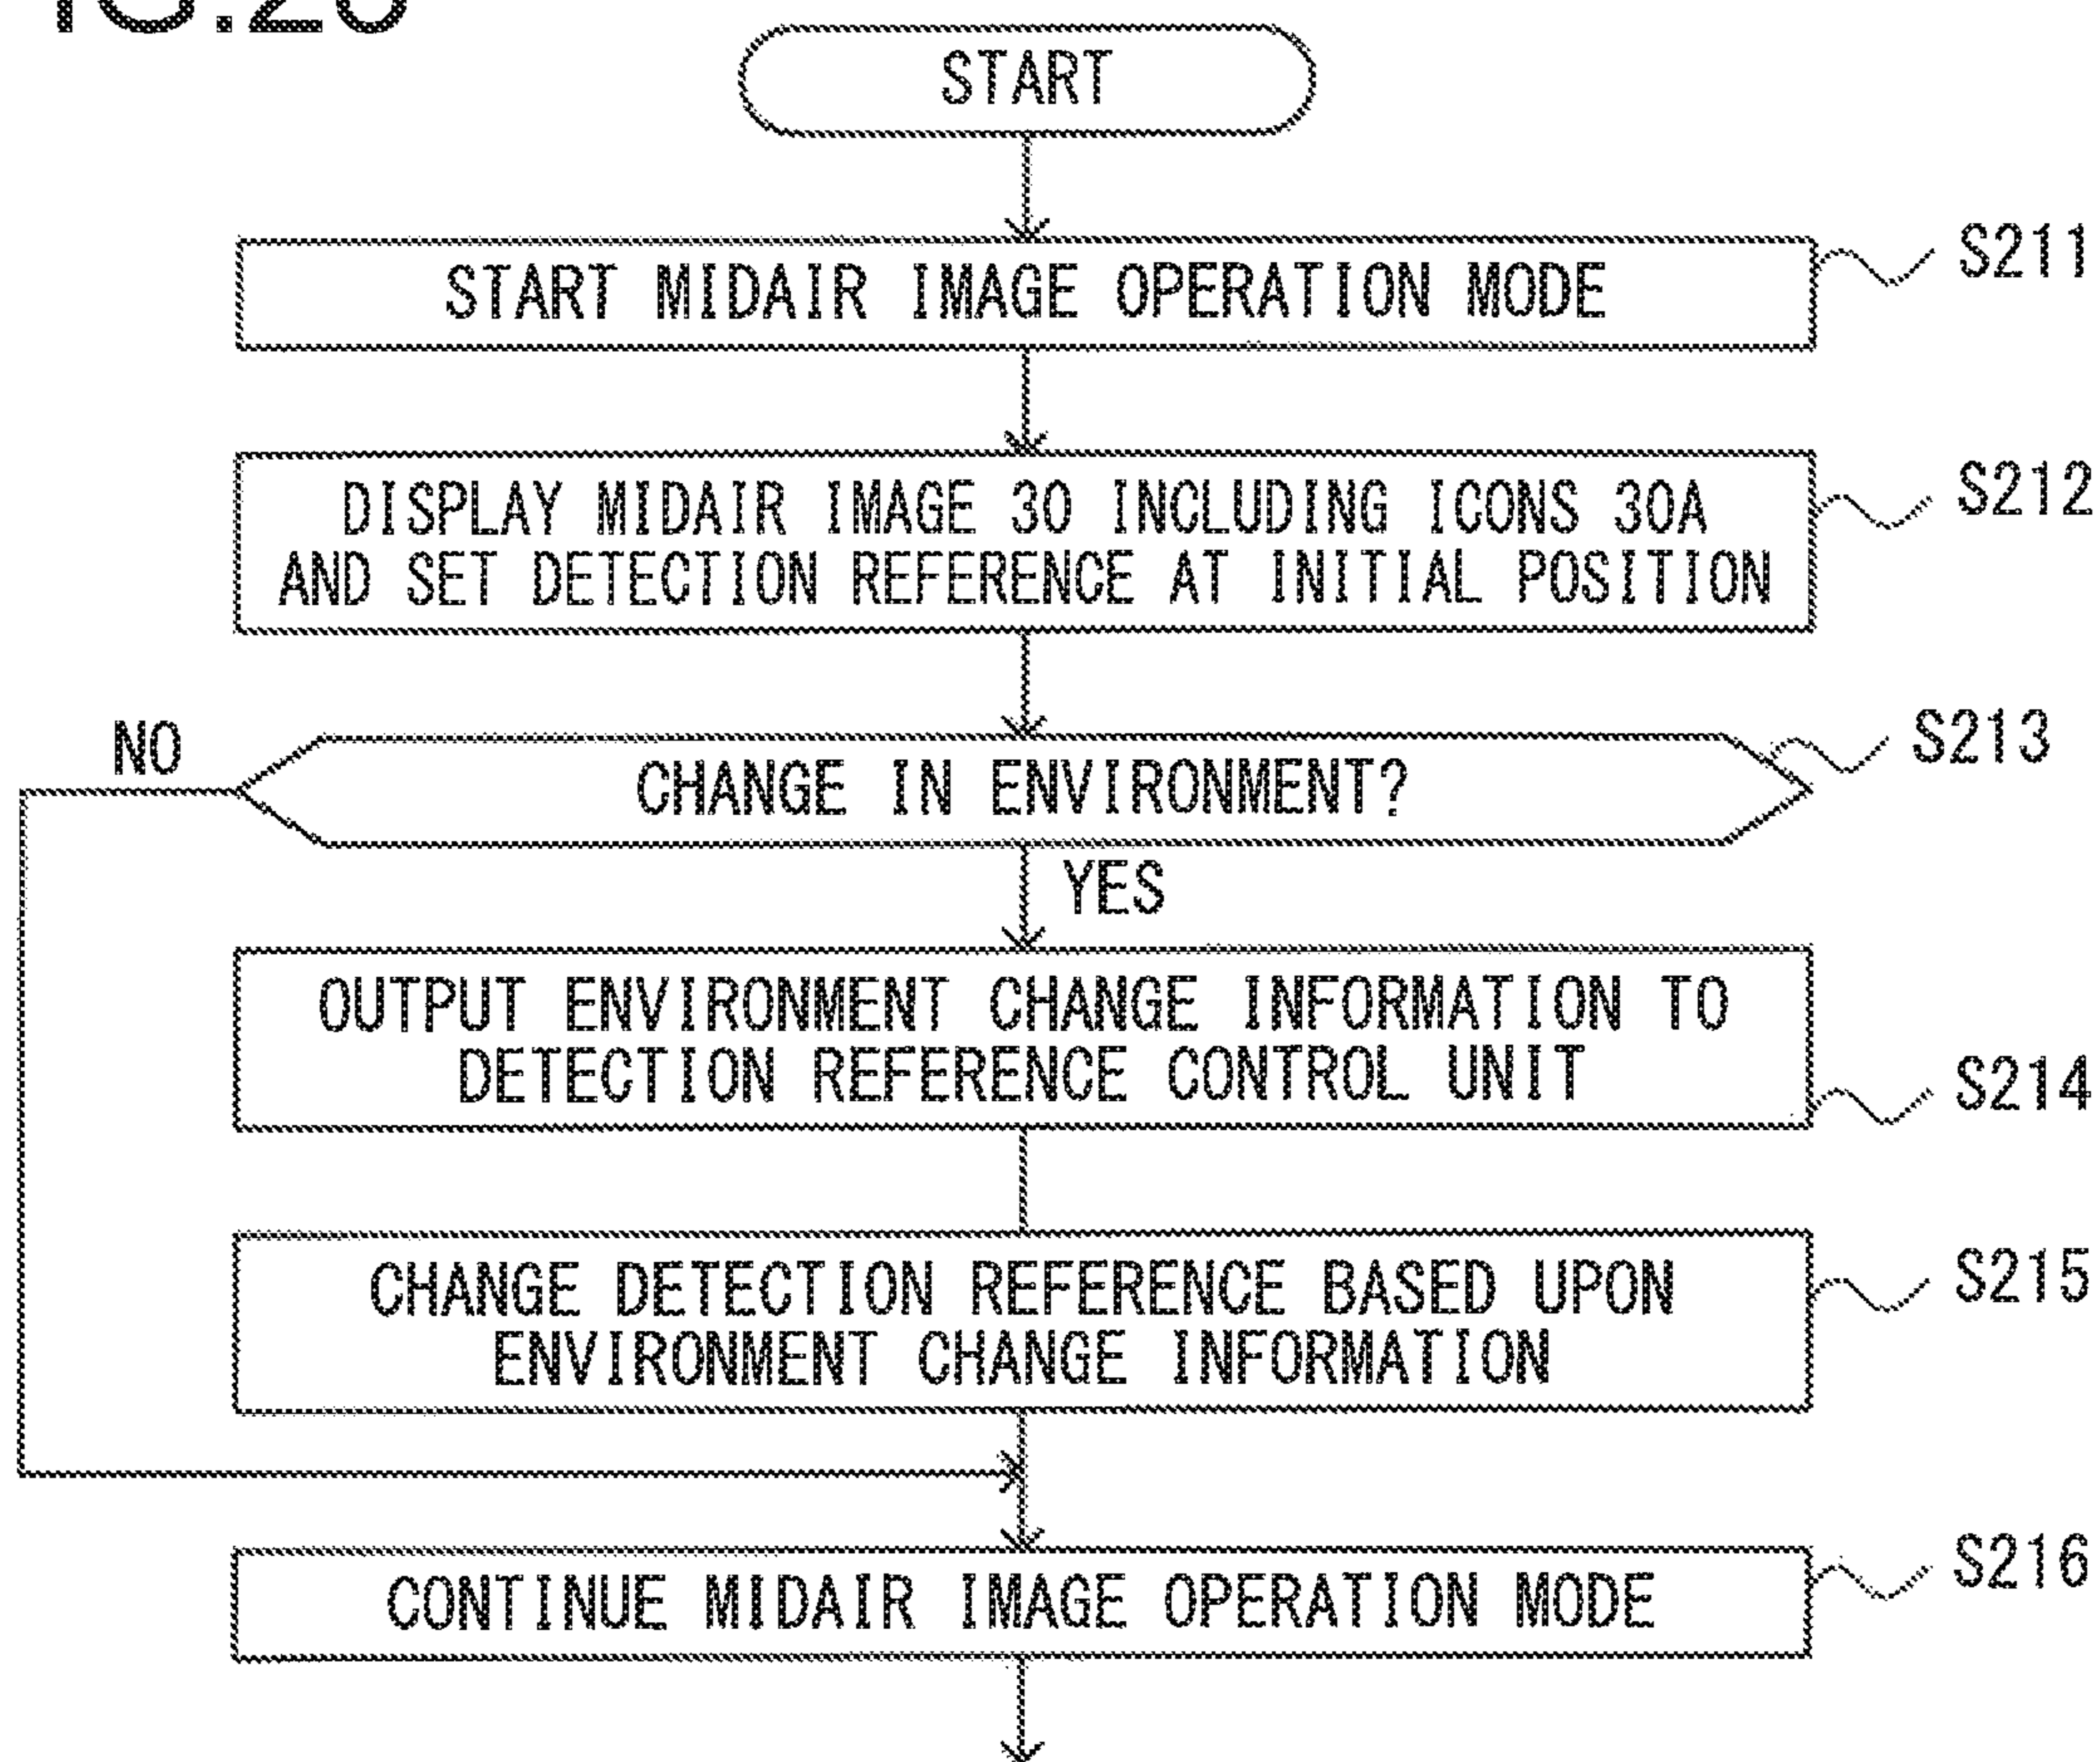 START
START MIDAIR IMAGE OPERATION MODE
S211
DISPLAY MIDAIR IMAGE 30 INCLUDING ICONS 30A
AND SET DETECTION REFERENCE AT INITIAL POSITION
S212
NO
CHANGE IN ENVIRONMENT?
S213
YES
OUTPUT ENVIRONMENT CHANGE INFORMATION TO
DETECTION REFERENCE CONTROL UNIT
S214
CHANGE DETECTION REFERENCE BASED UPON
ENVIRONMENT CHANGE INFORMATION
S215
CONTINUE MIDAIR IMAGE OPERATION MODE
S216